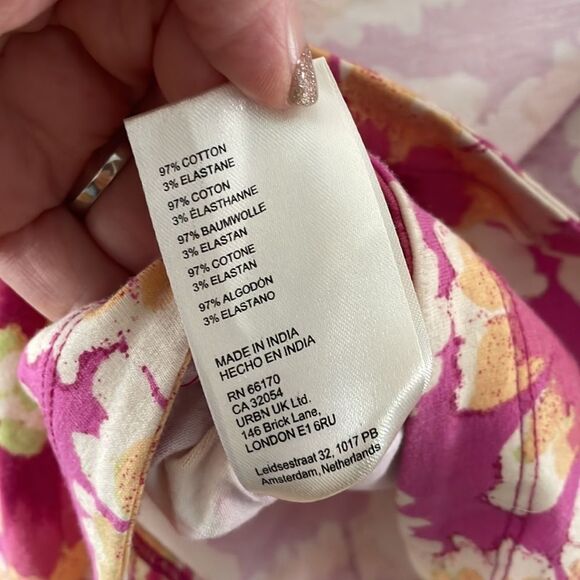 97% COTTON
3% ELASTANE
97% COTON
3% ÉLASTHANNE
97% BAUMWOLLE
3% ELASTAN
97% COTONE
3% ELASTAN
97% ALGODÓN
3% ELASTANO
MADE IN INDIA
HECHO EN INDIA
RN 66170
CA 32054
URBN UK Ltd.
146 Brick Lane,
LONDON E1 6RU
Leidsestraat 32, 1017 PB
Amsterdam, Netherlands